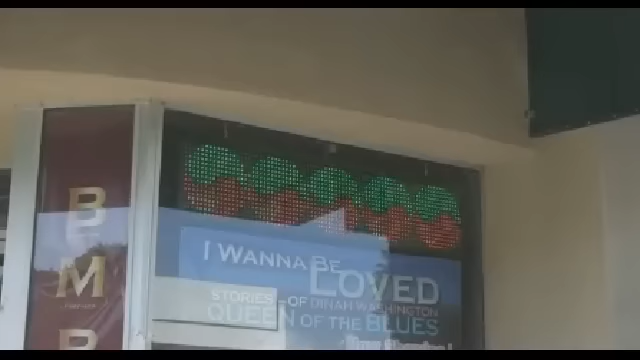 B
M
P
I WANNA BE
LOVED
STORIES OF DINAH WASHINGTON
QUEEN OF THE BLUES